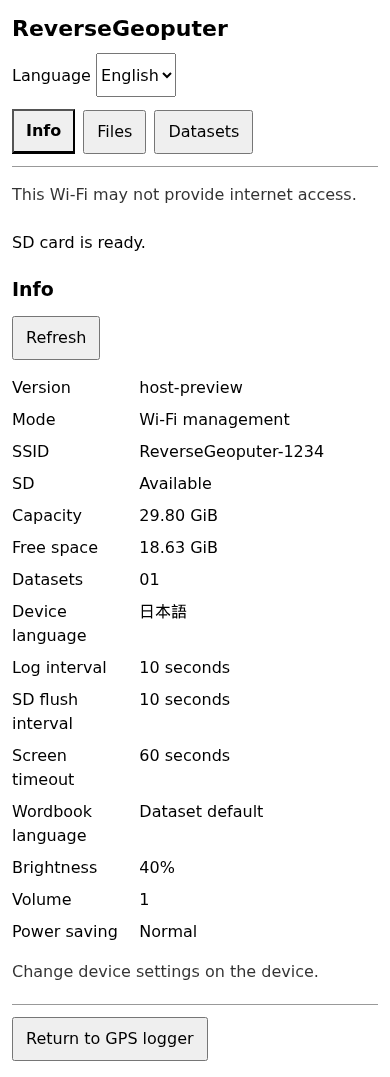 ReverseGeoputer
Language English
Info Files Datasets
This Wi-Fi may not provide internet access.
SD card is ready.
Info
Refresh
Version host-preview
Mode Wi-Fi management
SSID ReverseGeoputer-1234
SD Available
Capacity 29.80 GiB
Free space 18.63 GiB
Datasets 01
Device language 日本語
Log interval 10 seconds
SD flush interval 10 seconds
Screen timeout 60 seconds
Wordbook language Dataset default
Brightness 40%
Volume 1
Power saving Normal
Change device settings on the device.
Return to GPS logger